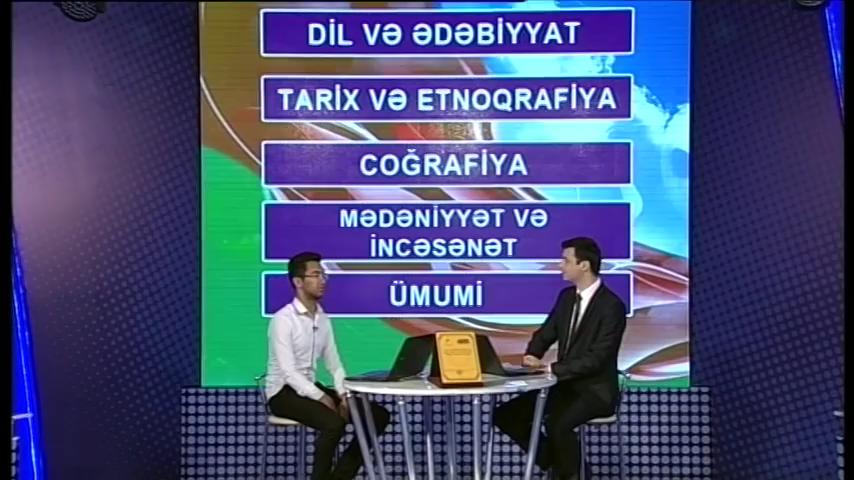 DİL VƏ ƏDƏBİYYAT
TARİX VƏ ETNOQRAFİYA
COĞRAFİYA
MƏDƏNİYYƏT VƏ
İNCƏSƏNƏT
ÜMUMİ